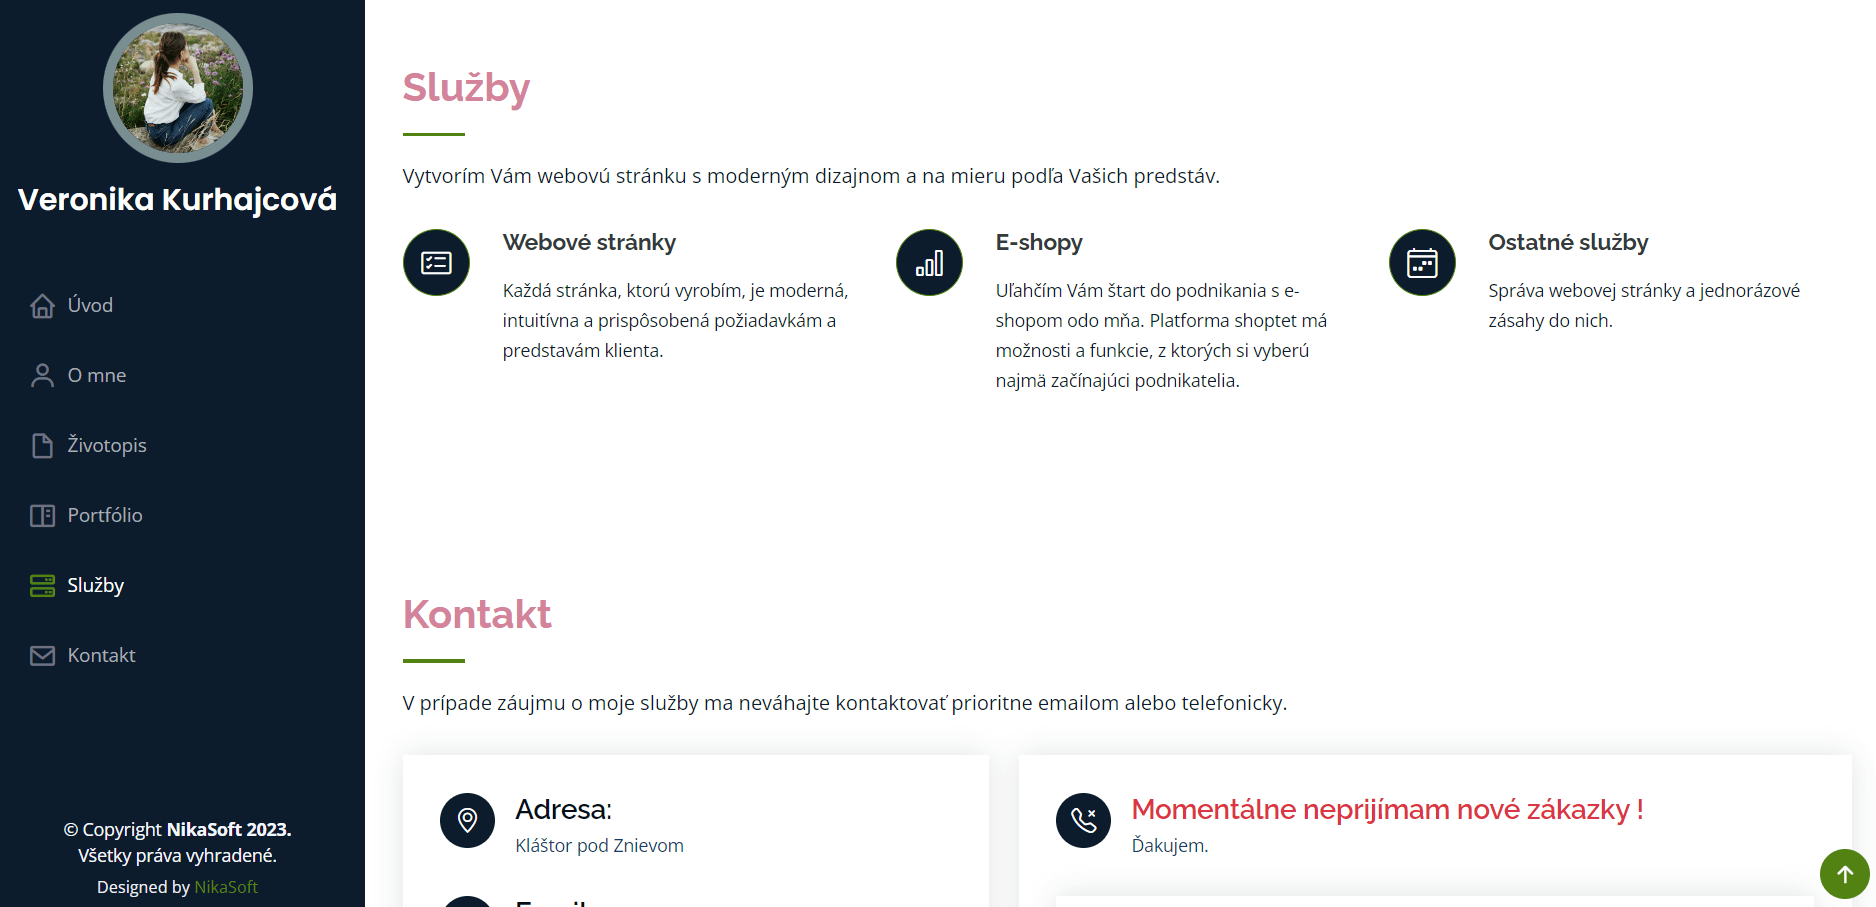 Veronika Kurhajcová
Úvod
O mne
Životopis
Portfólio
Služby
Kontakt
© Copyright NikaSoft 2023.
Všetky práva vyhradené.
Designed by NikaSoft
Služby
Vytvorím Vám webovú stránku s moderným dizajnom a na mieru podľa Vašich predstáv.
Webové stránky
Každá stránka, ktorú vyrobím, je moderná,
intuitívna a prispôsobená požiadavkám a
predstavám klienta.
E-shopy
Uľahčím Vám štart do podnikania s e-
shopom odo mňa. Platforma shoptet má
možnosti a funkcie, z ktorých si vyberú
najmä začínajúci podnikatelia.
Ostatné služby
Správa webovej stránky a jednorázové
zásahy do nich.
Kontakt
V prípade záujmu o moje služby ma neváhajte kontaktovať prioritne emailom alebo telefonicky.
Adresa:
Kláštor pod Znievom
Momentálne neprijímam nové zákazky !
Ďakujem.